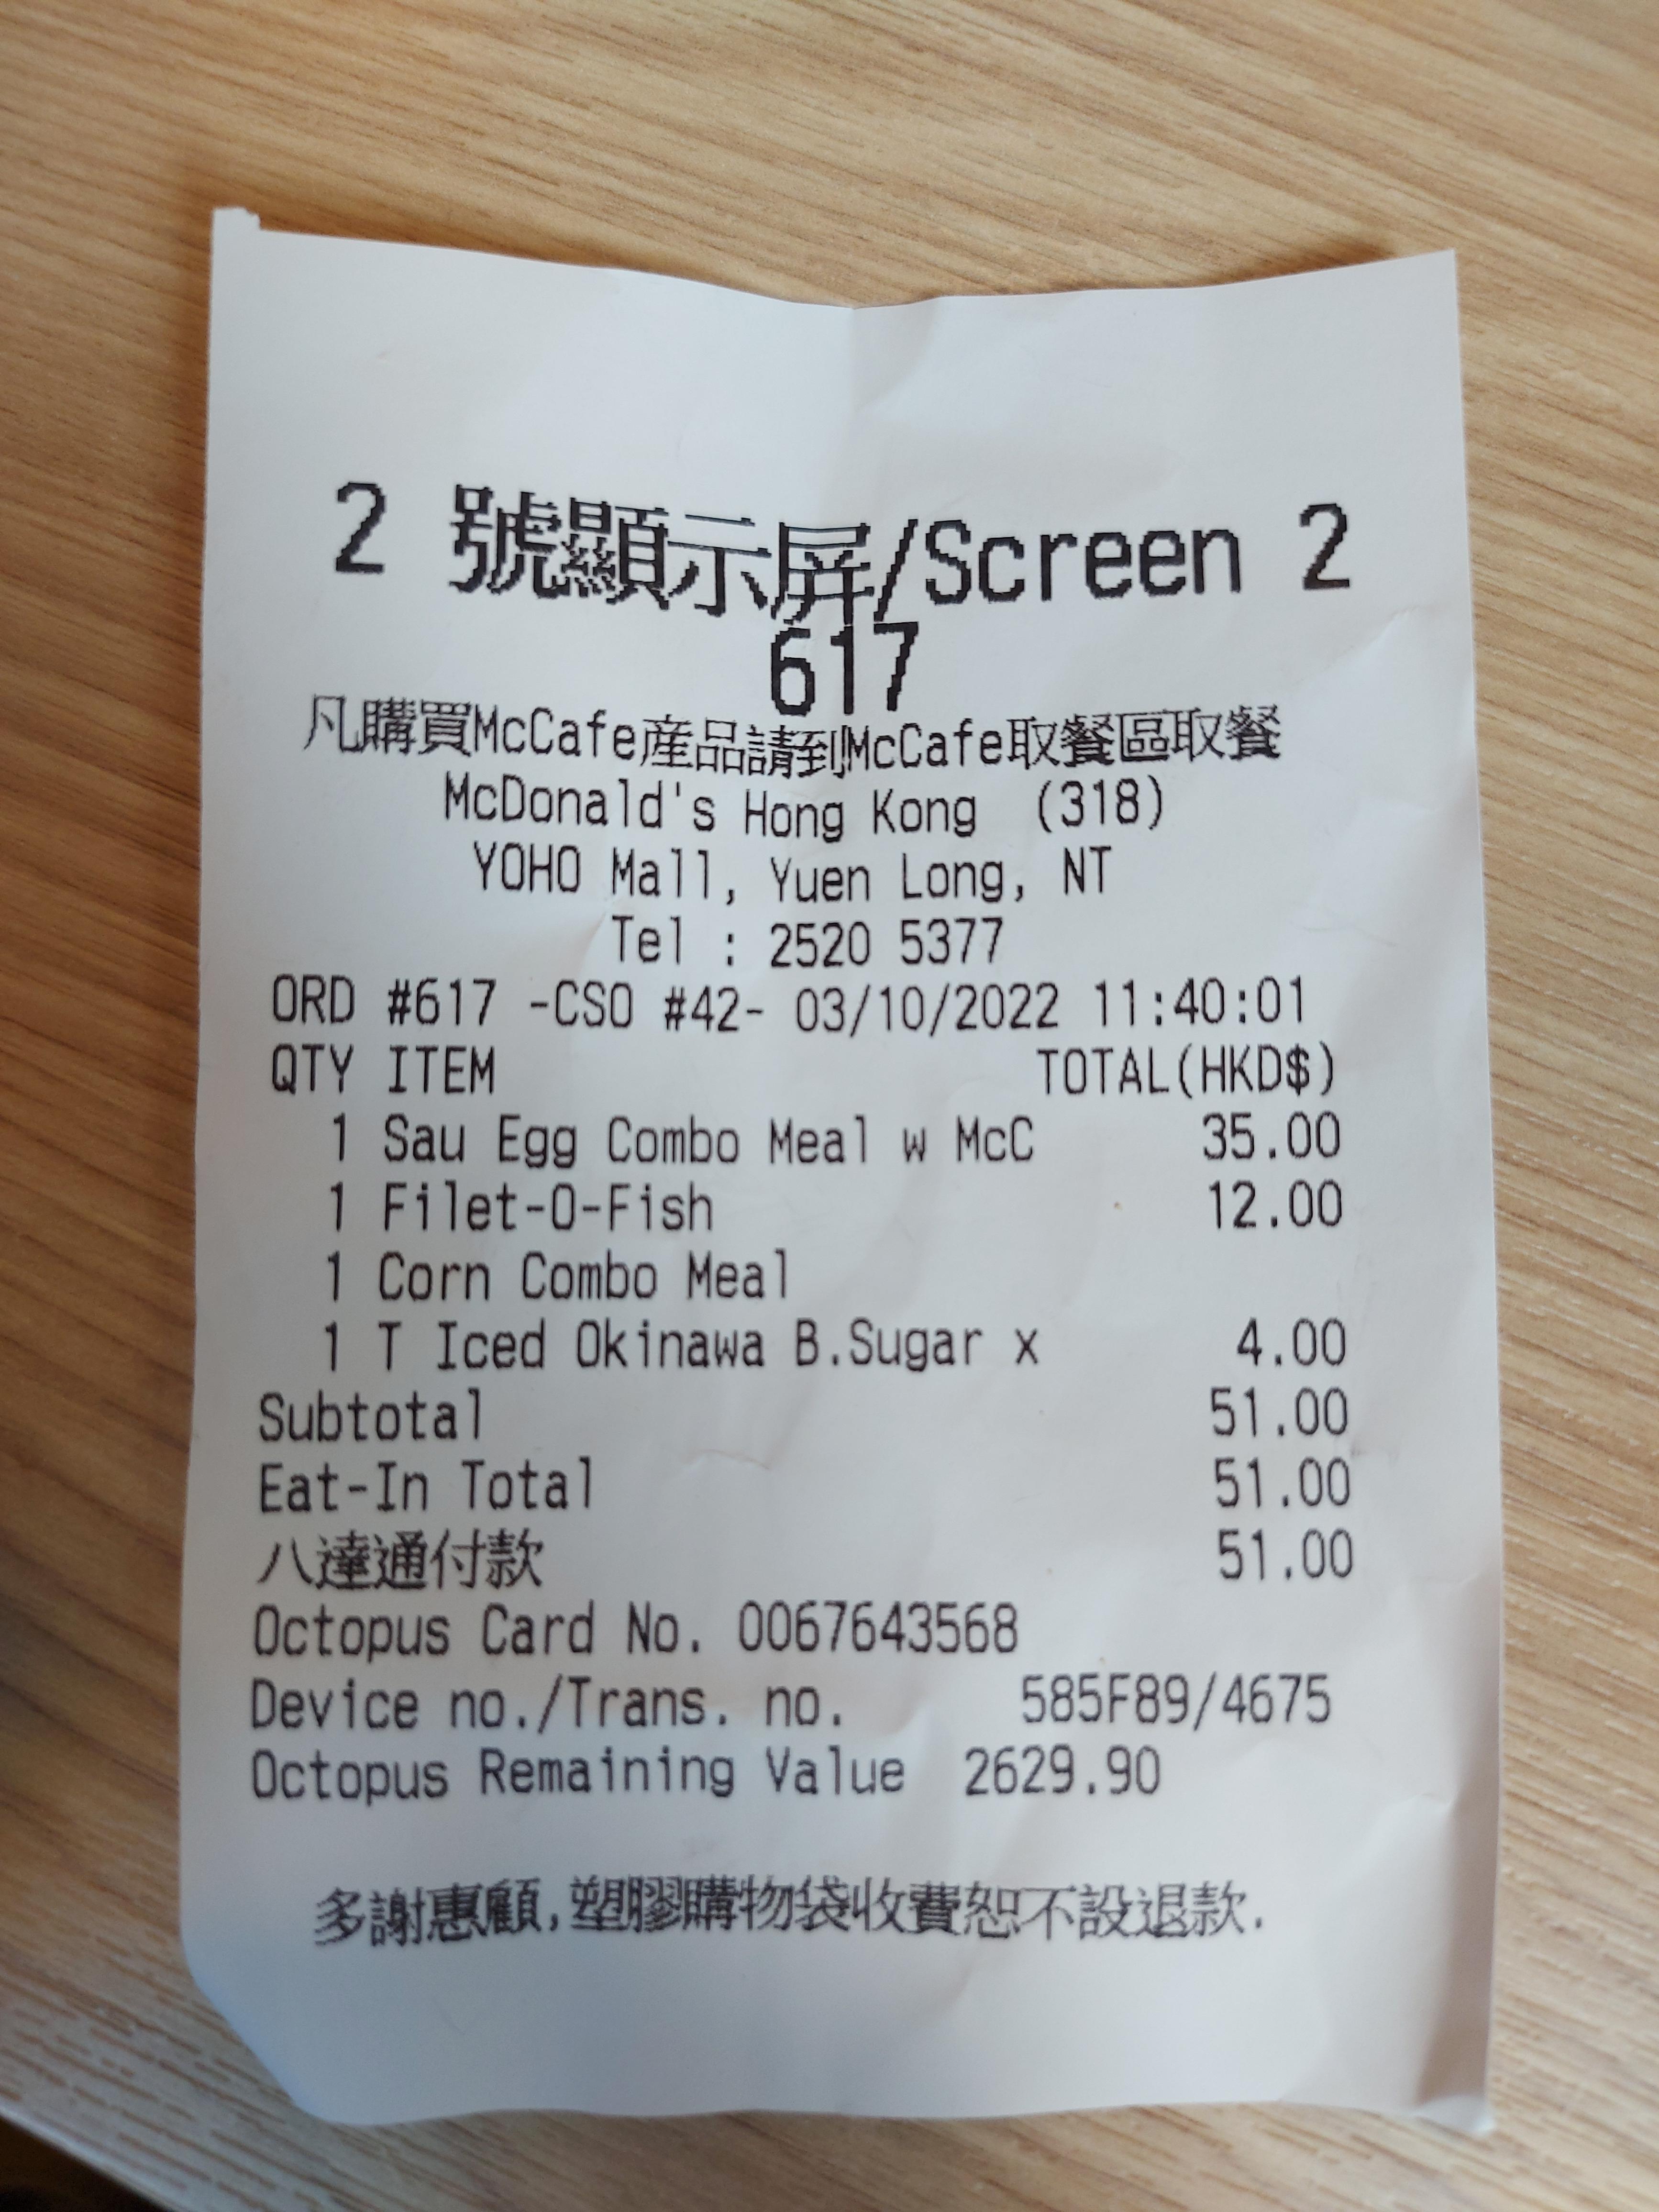 2 號顯示屏/Screen 2
617
凡購買McCafe產品請到McCafe取餐區取餐
McDonald's Hong Kong (318)
YOHO Mall, Yuen Long, NT
Tel : 2520 5377
ORD #617 -CSO #42- 03/10/2022 11:40:01
QTY ITEM TOTAL(HKD$)
1 Sau Egg Combo Meal w McC 35.00
1 Filet-O-Fish 12.00
1 Corn Combo Meal
1 T Iced Okinawa B.Sugar x 4.00
Subtotal 51.00
Eat-In Total 51.00
八達通付款 51.00
Octopus Card No. 0067643568
Device no./Trans. no. 585F89/4675
Octopus Remaining Value 2629.90
多謝惠顧,塑膠購物袋收費恕不設退款.